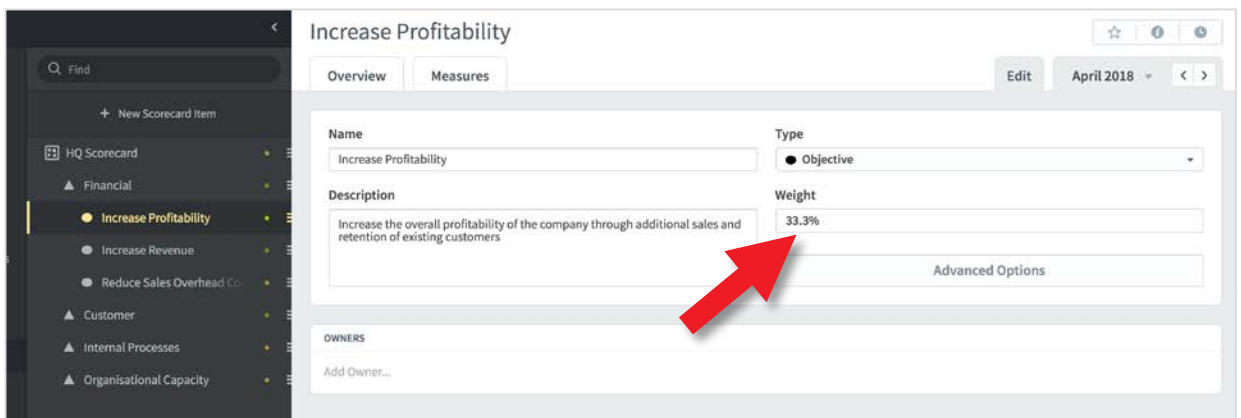 Increase Profitability
Find
Overview Measures Edit April 2018
+ New Scorecard Item
Name Type
HQ Scorecard
Increase Profitability Objective
Financial
Description Weight
Increase Profitability
Increase the overall profitability of the company through additional sales and
retention of existing customers
33.3%
Increase Revenue
Reduce Sales Overhead
Advanced Options
Customer
Internal Processes
OWNERS
Organisational Capacity
Add Owner...